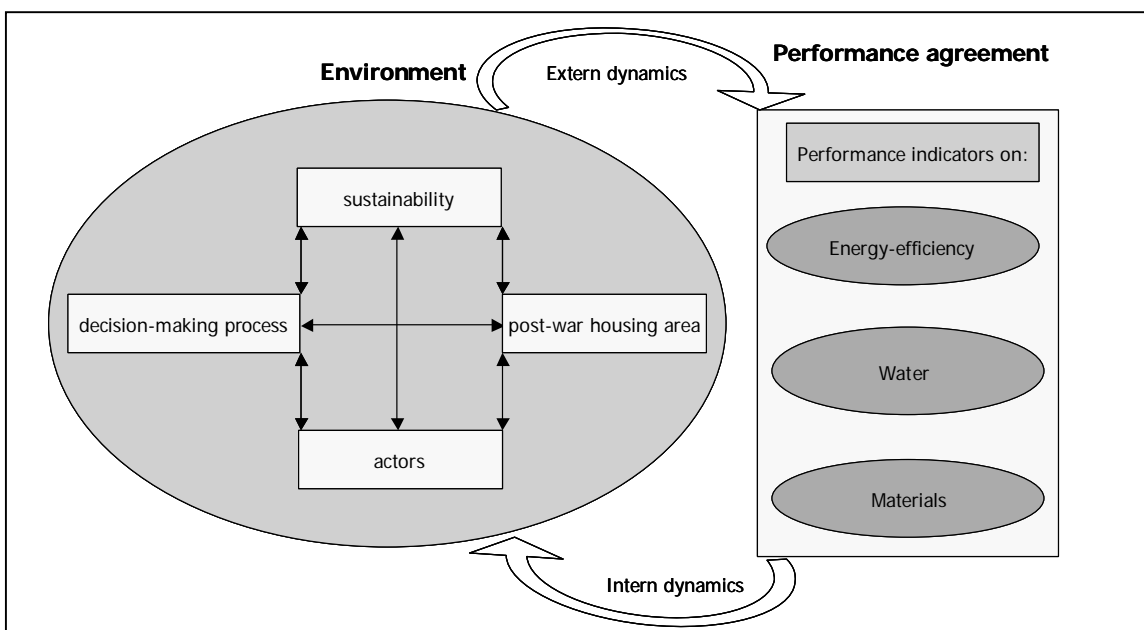 Environment
Extern dynamics
Performance agreement
Performance indicators on:
sustainability
Energy-efficiency
decision-making process
post-war housing area
Water
actors
Materials
Intern dynamics